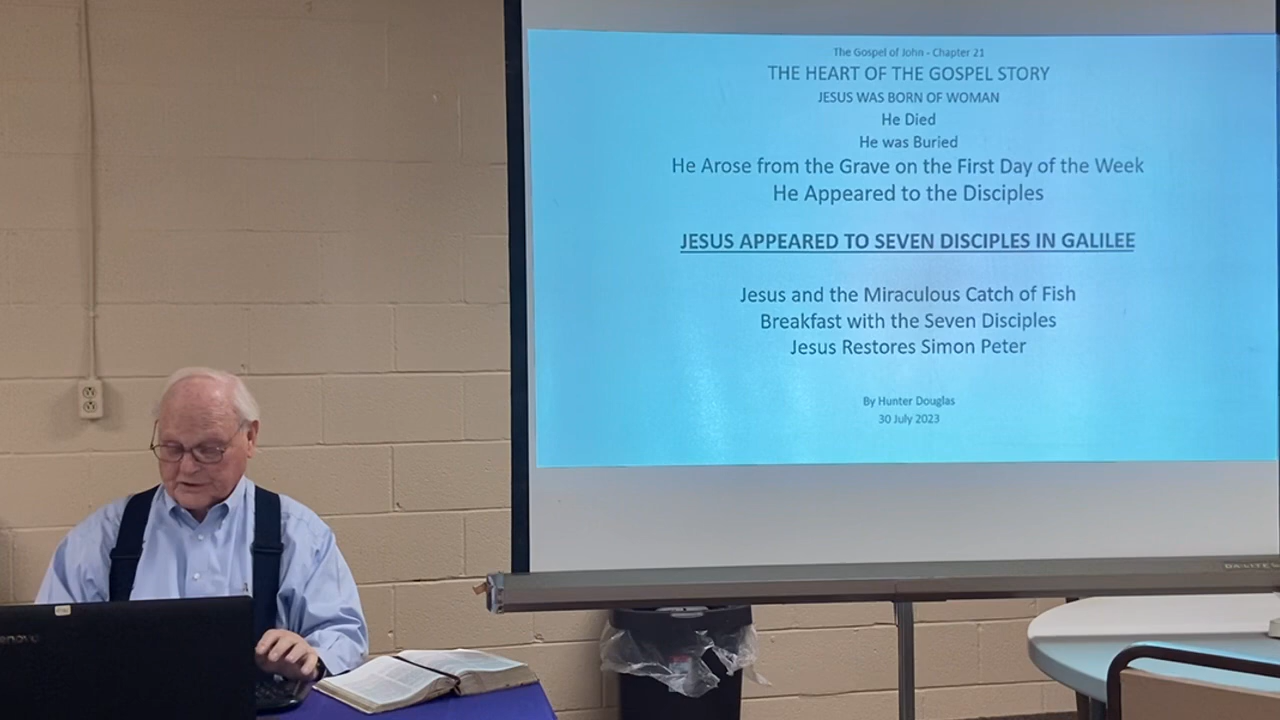 The Gospel of John - Chapter 21
THE HEART OF THE GOSPEL STORY
JESUS WAS BORN OF WOMAN
He Died
He was Buried
He Arose from the Grave on the First Day of the Week
He Appeared to the Disciples
JESUS APPEARED TO SEVEN DISCIPLES IN GALILEE
Jesus and the Miraculous Catch of Fish
Breakfast with the Seven Disciples
Jesus Restores Simon Peter
By Hunter Douglas
30 July 2023
DA-LITE
enovo